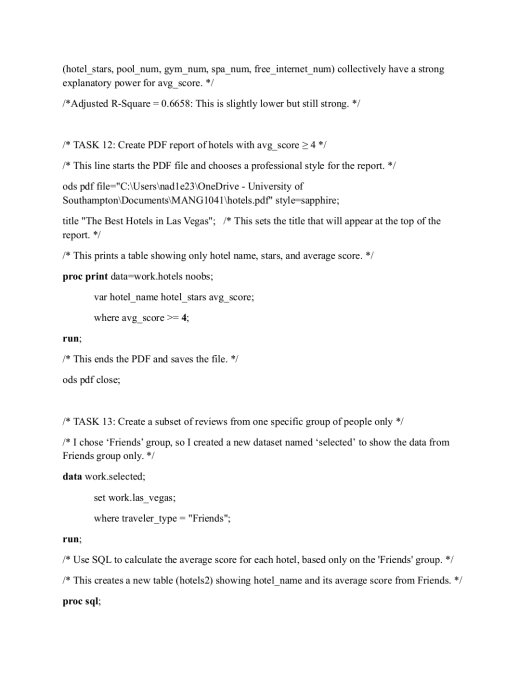 (hotel_stars, pool_num, gym_num, spa_num, free_internet_num) collectively have a strong
explanatory power for avg_score. */
/*Adjusted R-Square = 0.6658: This is slightly lower but still strong. */
/* TASK 12: Create PDF report of hotels with avg_score ≥ 4 */
/* This line starts the PDF file and chooses a professional style for the report. */
ods pdf file="C:\Users\nad1e23\OneDrive - University of
Southampton\Documents\MANG1041\hotels.pdf" style=sapphire;
title "The Best Hotels in Las Vegas"; /* This sets the title that will appear at the top of the
report. */
/* This prints a table showing only hotel name, stars, and average score. */
proc print data=work.hotels noobs;
var hotel_name hotel_stars avg_score;
where avg_score >= 4;
run;
/* This ends the PDF and saves the file. */
ods pdf close;
/* TASK 13: Create a subset of reviews from one specific group of people only */
/* I chose ‘Friends’ group, so I created a new dataset named ‘selected’ to show the data from
Friends group only. */
data work.selected;
set work.las_vegas;
where traveler_type = "Friends";
run;
/* Use SQL to calculate the average score for each hotel, based only on the 'Friends' group. */
/* This creates a new table (hotels2) showing hotel_name and its average score from Friends. */
proc sql;